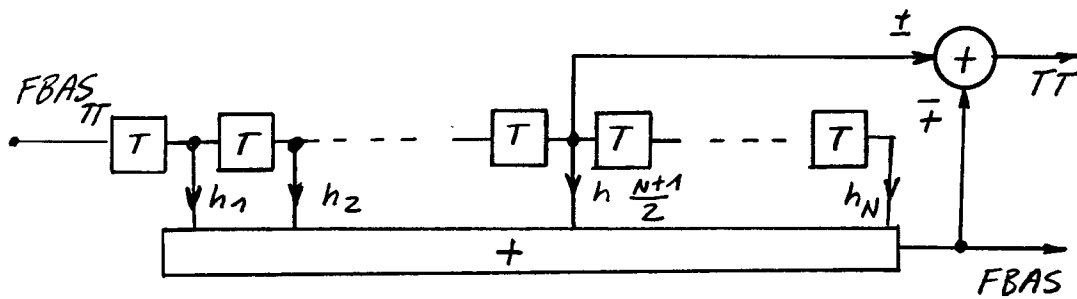 ±
+
FBAS TT
TT
∓
T
T
T
T
T
h1
h2
h N+1/2
hN
+
FBAS